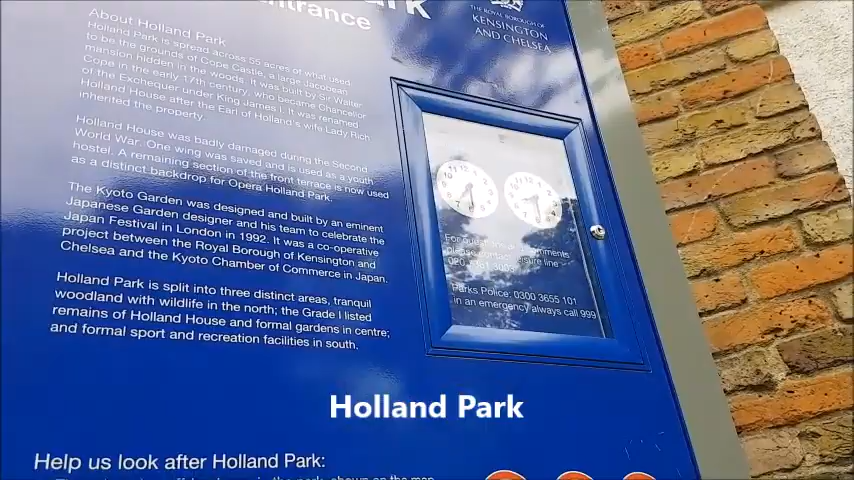 Entrance
THE ROYAL BOROUGH OF
KENSINGTON
AND CHELSEA
About Holland Park
Holland Park is spread across 55 acres of what used
to be the grounds of Cope Castle, a large Jacobean
mansion hidden in the woods. It was built by Sir Walter
Cope in the early 17th century, who became Chancellor
of the Exchequer under King James I. It was renamed
Holland House after the Earl of Holland's wife Lady Rich
inherited the property.
Holland House was badly damaged during the Second
World War. One wing was saved and is used as a youth
hostel. A remaining section of the front terrace is now used
as a distinct backdrop for Opera Holland Park.
The Kyoto Garden was designed and built by an eminent
Japanese Garden designer and his team to celebrate the
Japan Festival in London in 1992. It was a co-operative
project between the Royal Borough of Kensington and
Chelsea and the Kyoto Chamber of Commerce in Japan.
Holland Park is split into three distinct areas, tranquil
woodland with wildlife in the north; the Grade I listed
remains of Holland House and formal gardens in centre;
and formal sport and recreation facilities in south.
please contact leisure line
Parks Police: 0300 3655 101
in an emergency always call 999
Holland Park
Help us look after Holland Park: